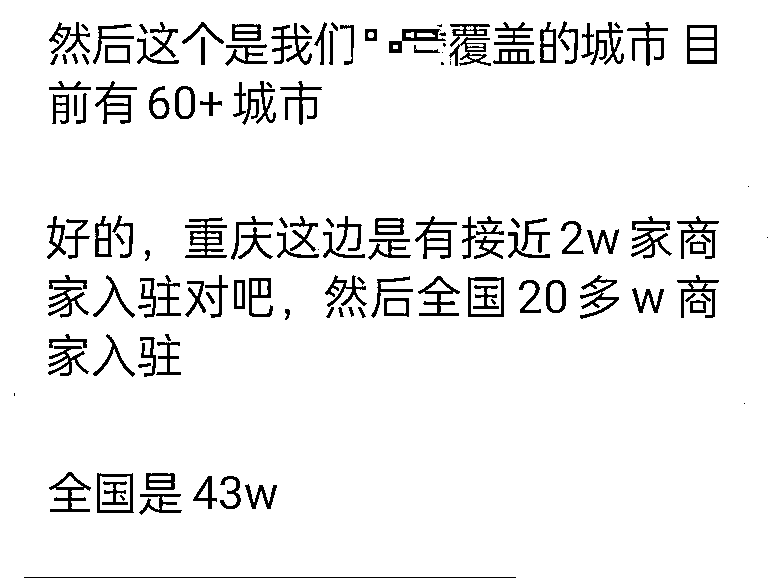 然后这个是我们覆盖的城市 目
前有 60+ 城市
好的，重庆这边是有接近 2w 家商
家入驻对吧，然后全国 20 多 w 商
家入驻
全国是 43w